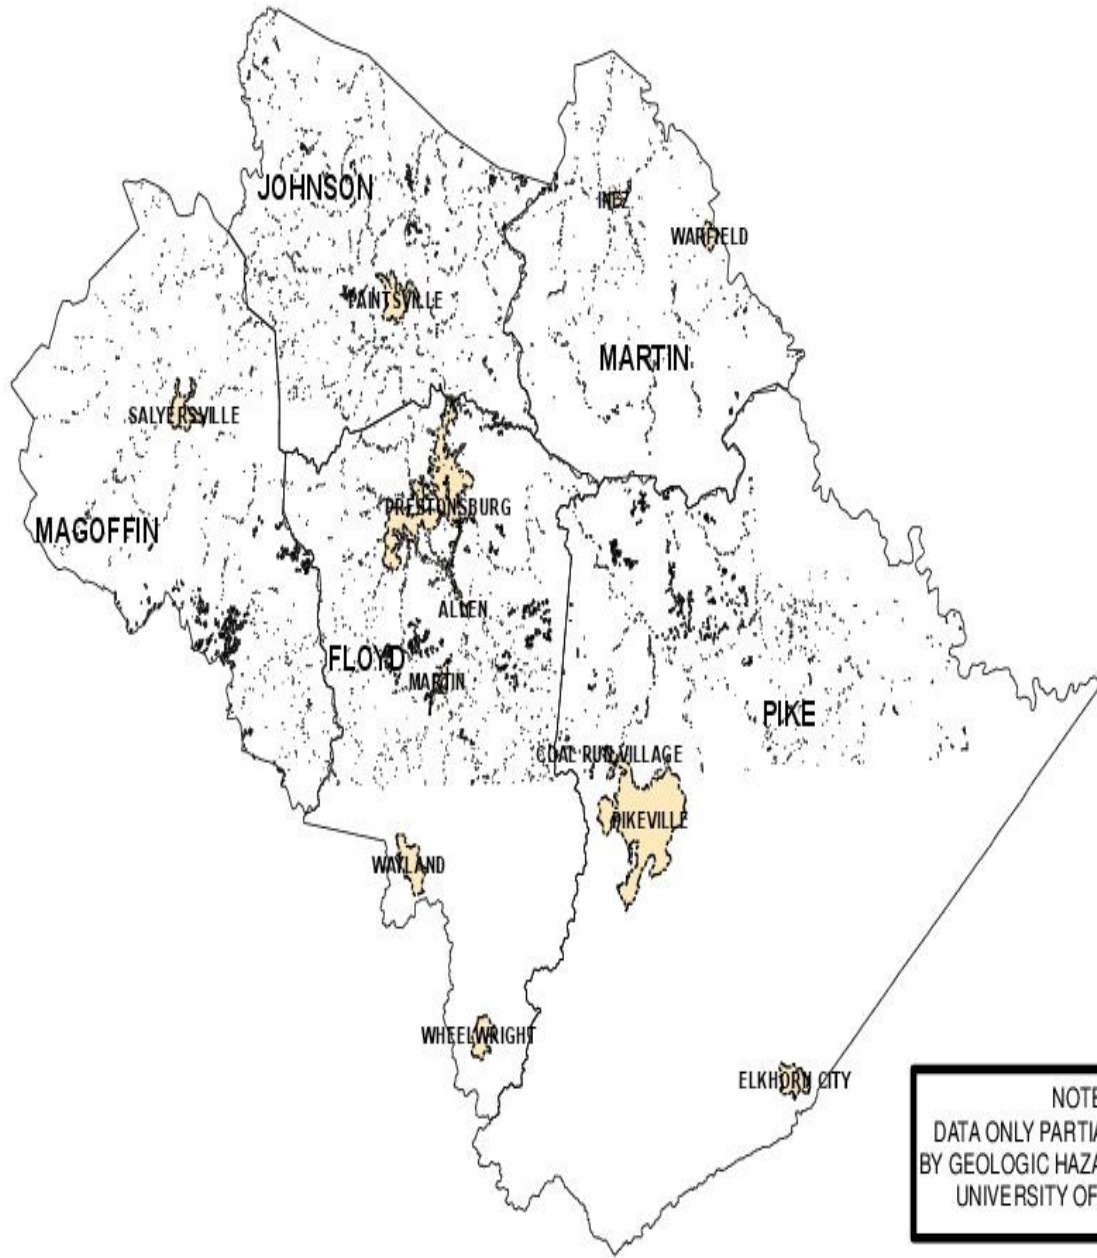 JOHNSON
INEZ
WARFIELD
PAINTSVILLE
MARTIN
SALYERSVILLE
PRESTONSBURG
MAGOFFIN
ALLEN
FLOYD
MARTIN
PIKE
COAL RUN VILLAGE
PIKEVILLE
WAYLAND
WHEELWRIGHT
ELKHORN CITY
NOTE
DATA ONLY PARTIA
BY GEOLOGIC HAZA
UNIVERSITY OF